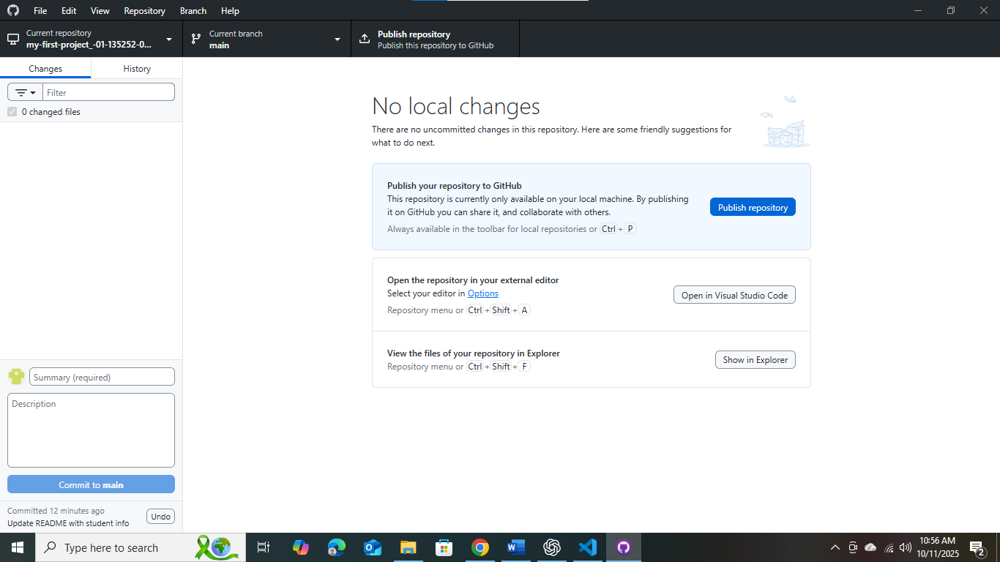 File Edit View Repository Branch Help
Current repository
my-first-project_-01-135252-0...
Current branch
main
Publish repository
Publish this repository to GitHub
Changes History
Filter
0 changed files
No local changes
There are no uncommitted changes in this repository. Here are some friendly suggestions for
what to do next.
Publish your repository to GitHub
This repository is currently only available on your local machine. By publishing
it on GitHub you can share it, and collaborate with others.
Always available in the toolbar for local repositories or Ctrl + P
Publish repository
Open the repository in your external editor
Select your editor in Options
Repository menu or Ctrl + Shift + A
Open in Visual Studio Code
View the files of your repository in Explorer
Repository menu or Ctrl + Shift + F
Show in Explorer
Summary (required)
Description
Commit to main
Committed 12 minutes ago
Update README with student info
Undo
Type here to search
10:56 AM
10/11/2025
2